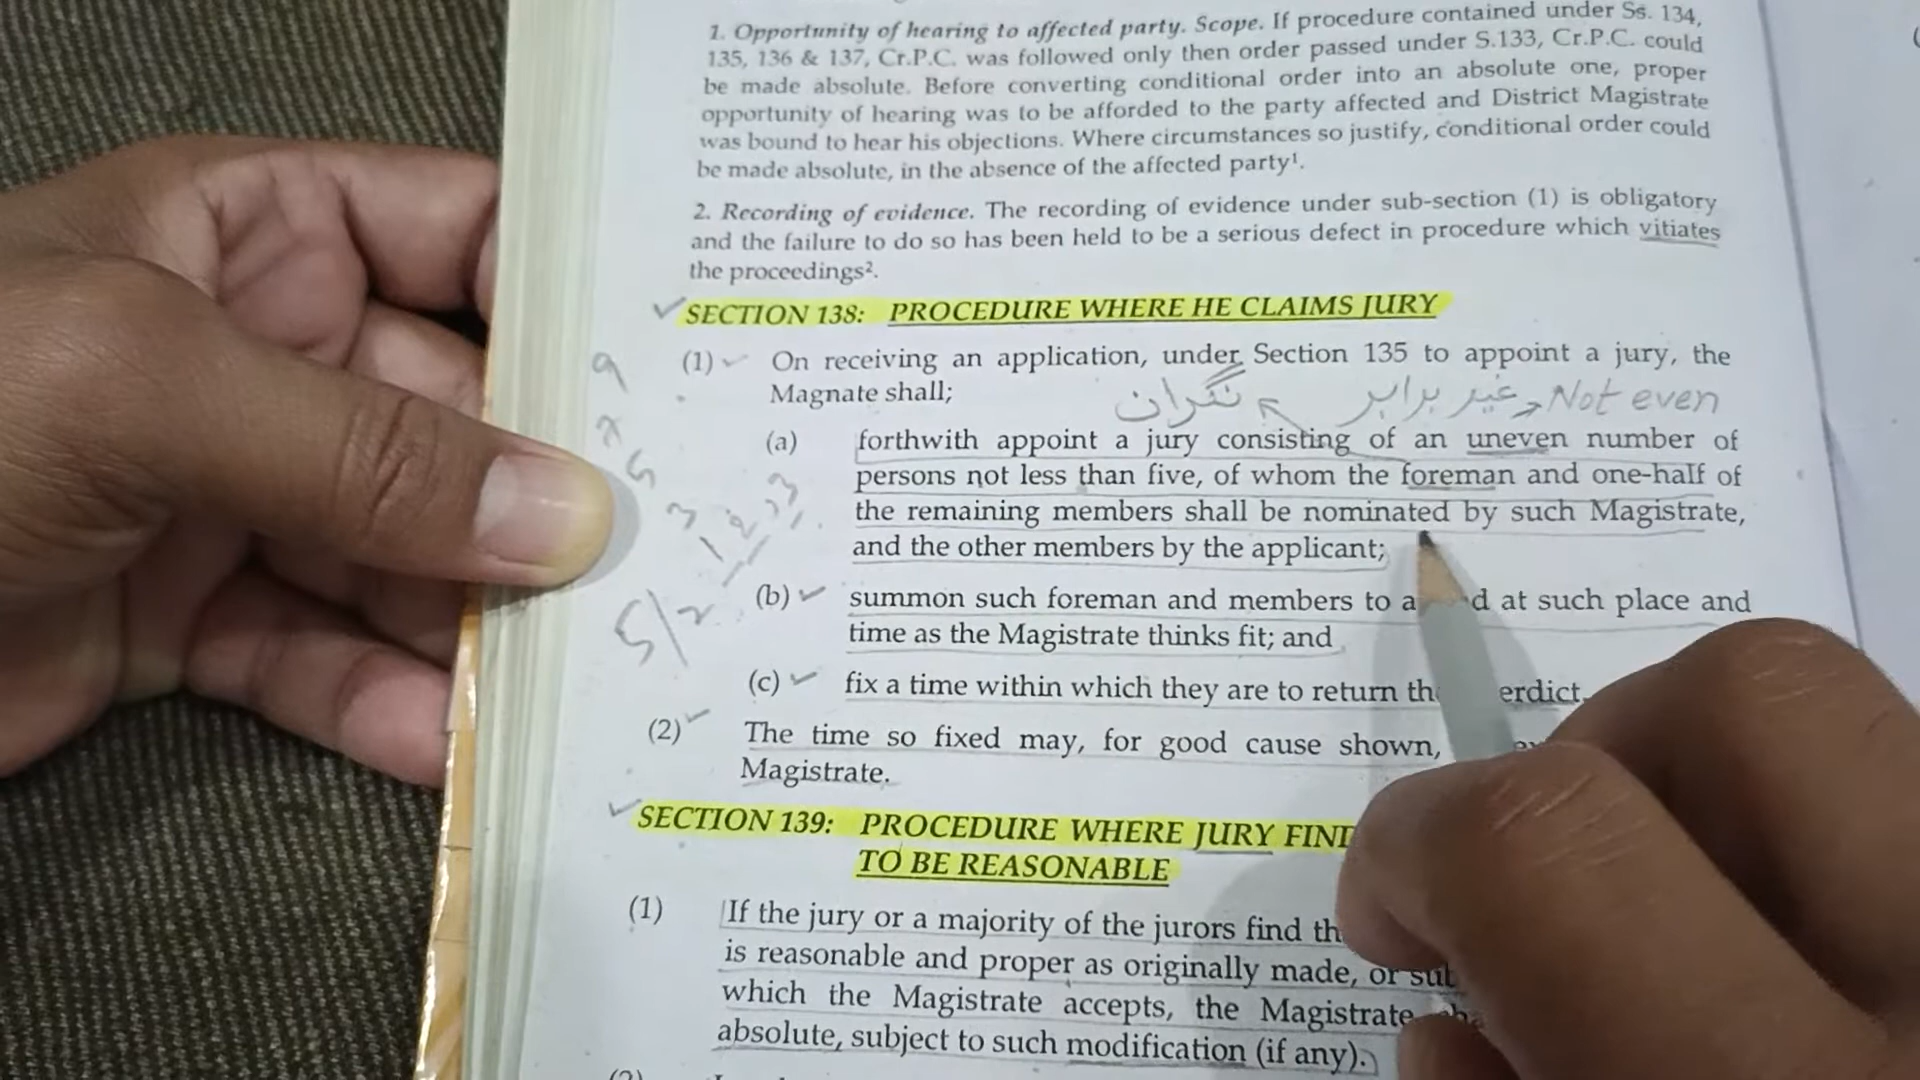 1. Opportunity of hearing to affected party. Scope. If procedure contained under Ss. 134,
135, 136 & 137, Cr.P.C. was followed only then order passed under S.133, Cr.P.C. could
be made absolute. Before converting conditional order into an absolute one, proper
opportunity of hearing was to be afforded to the party affected and District Magistrate
was bound to hear his objections. Where circumstances so justify, conditional order could
be made absolute, in the absence of the affected party¹.
2. Recording of evidence. The recording of evidence under sub-section (1) is obligatory
and the failure to do so has been held to be a serious defect in procedure which vitiates
the proceedings².
SECTION 138: PROCEDURE WHERE HE CLAIMS JURY
(1) On receiving an application, under Section 135 to appoint a jury, the
Magnate shall;
نگران غیر برابر Not even
(a) forthwith appoint a jury consisting of an uneven number of
persons not less than five, of whom the foreman and one-half of
the remaining members shall be nominated by such Magistrate,
and the other members by the applicant;
9
7
5
3
1 2, 3
5/2
(b) summon such foreman and members to at such place and
time as the Magistrate thinks fit; and
(c) fix a time within which they are to return
(2) The time so fixed may, for good cause shown,
Magistrate.
SECTION 139: PROCEDURE WHERE JURY
TO BE REASONABLE
(1) If the jury or a majority of the jurors find
is reasonable and proper as originally made, or
which the Magistrate accepts, the Magistrate
absolute, subject to such modification (if any).